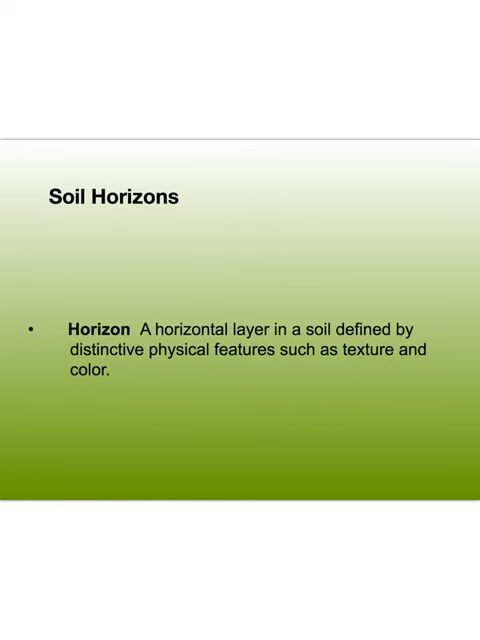 Soil Horizons
• Horizon A horizontal layer in a soil defined by
distinctive physical features such as texture and
color.